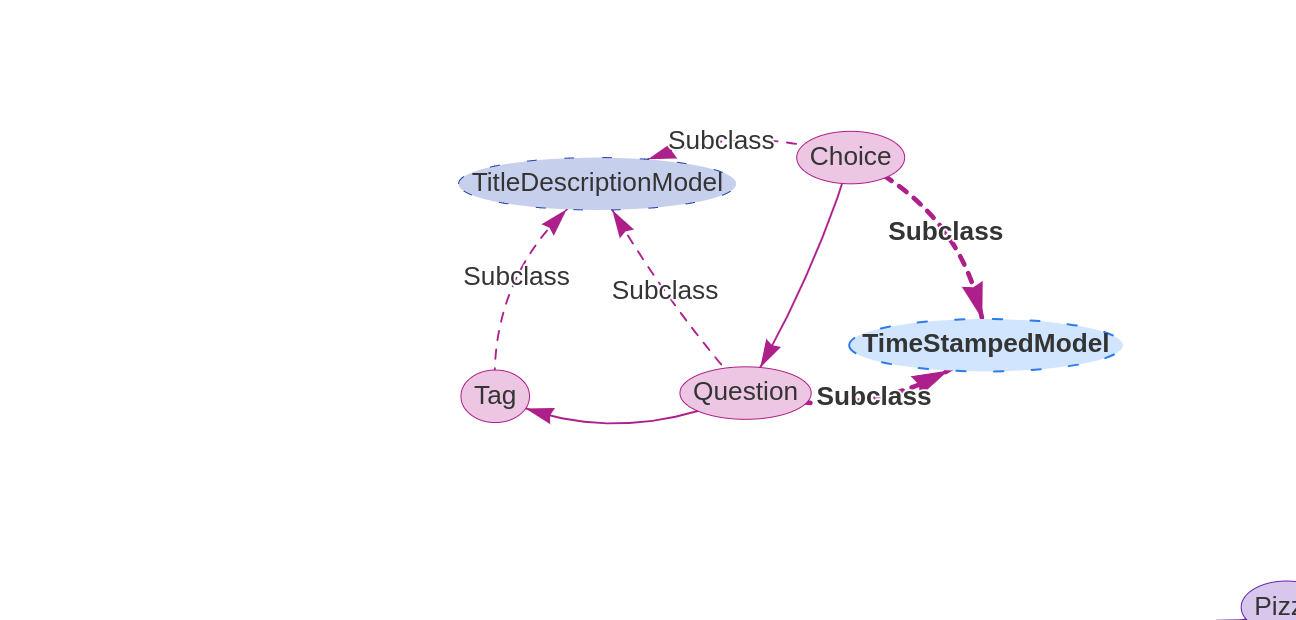 Subclass
Choice
TitleDescriptionModel
Subclass
Subclass
Subclass
TimeStampedModel
Tag
Question
Subclass